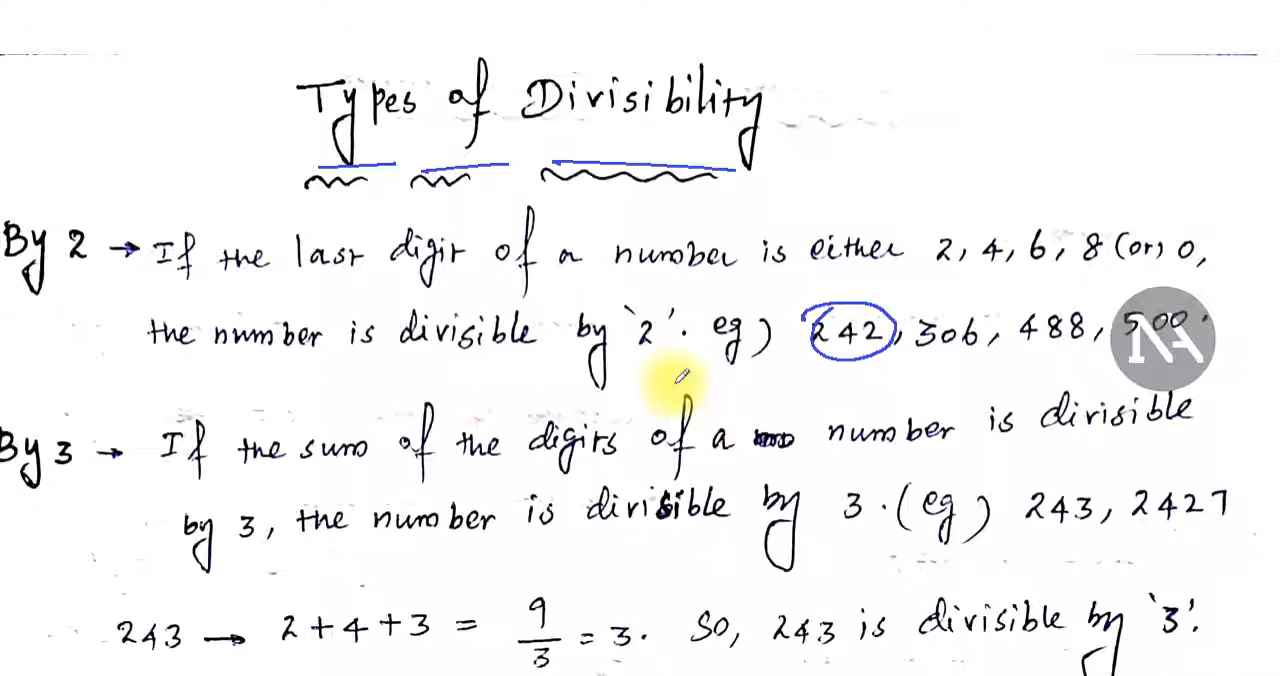 Types of Divisibility
By 2 → If the last digit of a number is either 2, 4, 6, 8 (or) 0,
the number is divisible by '2'. eg) 242, 306, 488, 500.
By 3 → If the sum of the digits of a number is divisible
by 3, the number is divisible by 3. (eg) 243, 2427
243 → 2+4+3 = 9/3 = 3. So, 243 is divisible by '3'.